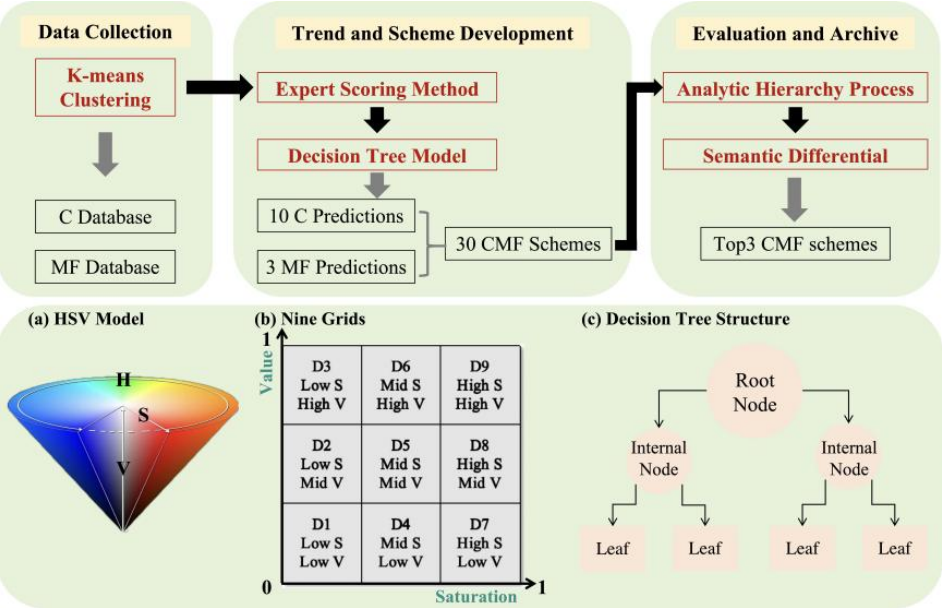 Data Collection
K-means
Clustering
C Database
MF Database
Trend and Scheme Development
Expert Scoring Method
Decision Tree Model
10 C Predictions
3 MF Predictions
30 CMF Schemes
Evaluation and Archive
Analytic Hierarchy Process
Semantic Differential
Top3 CMF schemes
(a) HSV Model
H
S
V
(b) Nine Grids
1
Value
D3
Low S
High V
D6
Mid S
High V
D9
High S
High V
D2
Low S
Mid V
D5
Mid S
Mid V
D8
High S
Mid V
D1
Low S
Low V
D4
Mid S
Low V
D7
High S
Low V
0
Saturation
1
(c) Decision Tree Structure
Root
Node
Internal
Node
Internal
Node
Leaf
Leaf
Leaf
Leaf